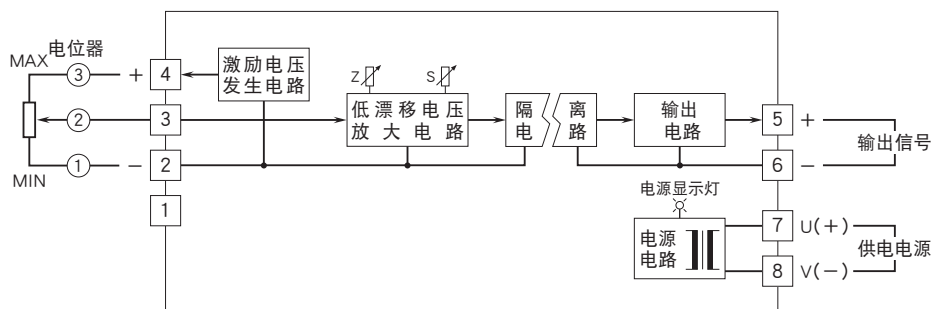 电位器
MAX
③
+
4
激励电压
发生电路
Z
S
②
3
低漂移电压
放大电路
隔离
电路
输出
电路
5
+
输出信号
①
−
2
6
−
MIN
1
电源显示灯
电源
电路
7
U(+)
供电电源
8
V(−)